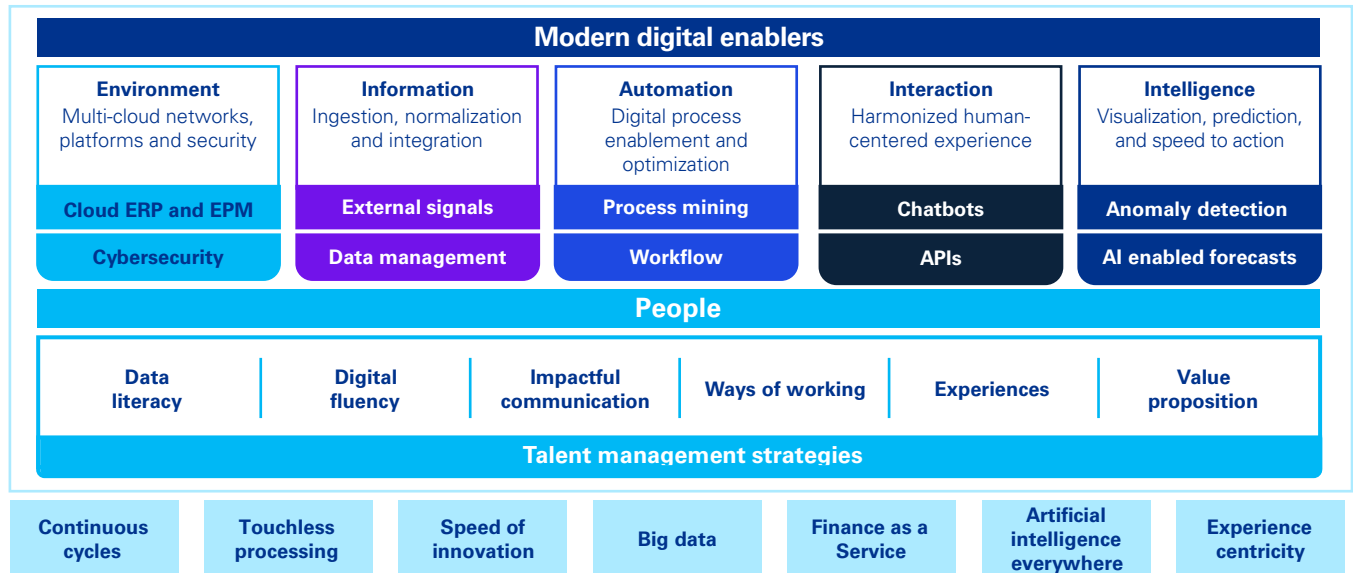 Modern digital enablers
Environment
Multi-cloud networks,
platforms and security
Cloud ERP and EPM
Cybersecurity
Information
Ingestion, normalization
and integration
External signals
Data management
Automation
Digital process
enablement and
optimization
Process mining
Workflow
Interaction
Harmonized human-
centered experience
Chatbots
APIs
Intelligence
Visualization, prediction,
and speed to action
Anomaly detection
AI enabled forecasts
People
Data
literacy
Digital
fluency
Impactful
communication
Ways of working
Experiences
Value
proposition
Talent management strategies
Continuous
cycles
Touchless
processing
Speed of
innovation
Big data
Finance as a
Service
Artificial
intelligence
everywhere
Experience
centricity